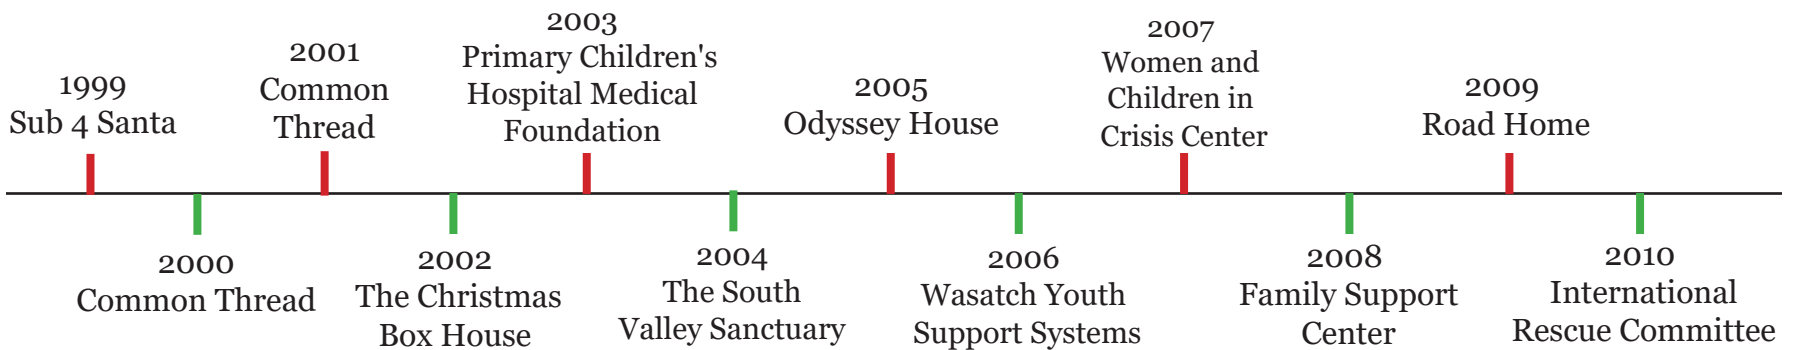 1999
Sub 4 Santa
2000
Common Thread
2001
Common
Thread
2002
The Christmas
Box House
2003
Primary Children's
Hospital Medical
Foundation
2004
The South
Valley Sanctuary
2005
Odyssey House
2006
Wasatch Youth
Support Systems
2007
Women and
Children in
Crisis Center
2008
Family Support
Center
2009
Road Home
2010
International
Rescue Committee